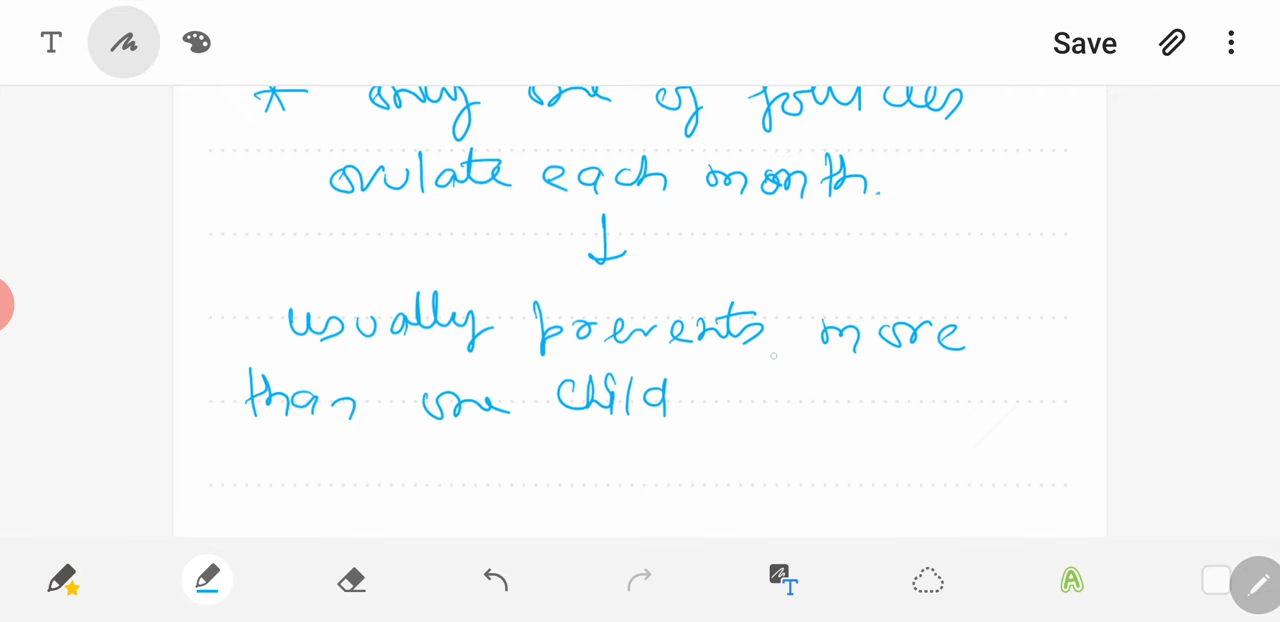 Save
* only one of follicles
ovulate each month.
↓
usually prevents more
than one child